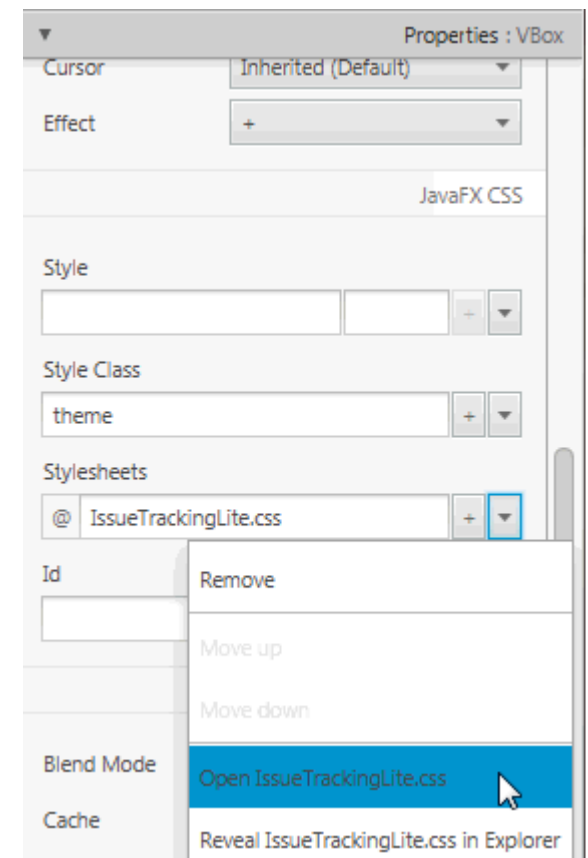 Properties : VBox
Cursor Inherited (Default)
Effect +
JavaFX CSS
Style
+
Style Class
theme +
Stylesheets
@ IssueTrackingLite.css +
Id
Remove
Move up
Move down
Blend Mode
Open IssueTrackingLite.css
Cache
Reveal IssueTrackingLite.css in Explorer